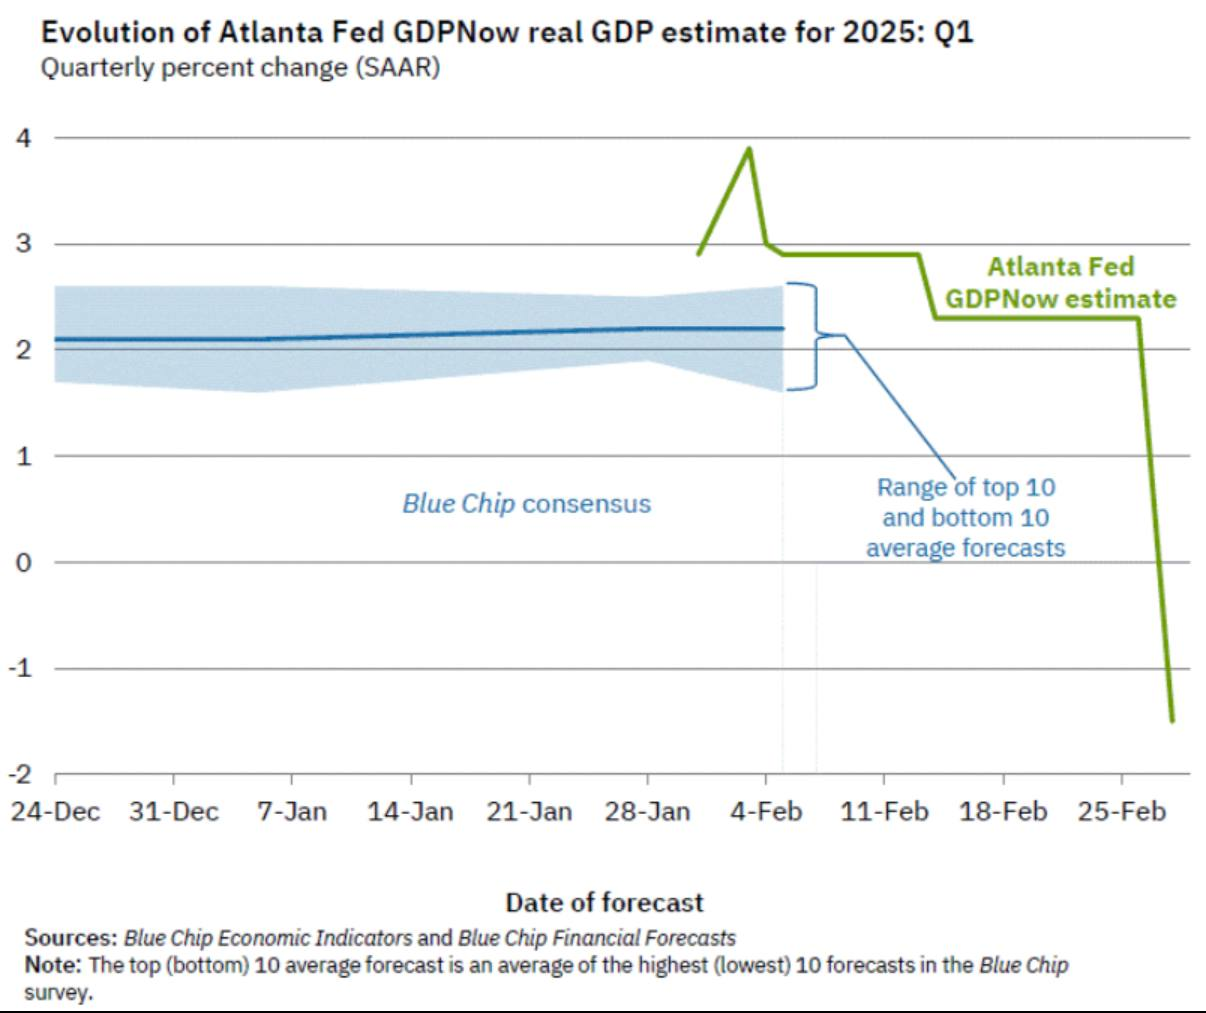 Evolution of Atlanta Fed GDPNow real GDP estimate for 2025: Q1
Quarterly percent change (SAAR)
4
3
Atlanta Fed
GDPNow estimate
2
1
Blue Chip consensus
Range of top 10
and bottom 10
average forecasts
0
-1
-2
24-Dec 31-Dec 7-Jan 14-Jan 21-Jan 28-Jan 4-Feb 11-Feb 18-Feb 25-Feb
Date of forecast
Sources: Blue Chip Economic Indicators and Blue Chip Financial Forecasts
Note: The top (bottom) 10 average forecast is an average of the highest (lowest) 10 forecasts in the Blue Chip
survey.